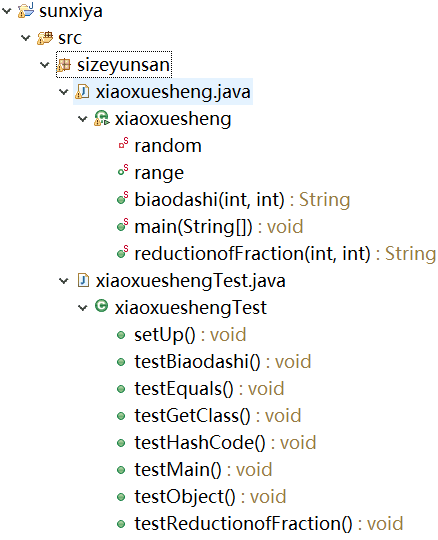 sunxiya
src
sizeyunsan
xiaoxuesheng.java
xiaoxuesheng
random
range
biaodashi(int, int) : String
main(String[]) : void
reductionofFraction(int, int) : String
xiaoxueshengTest.java
xiaoxueshengTest
setUp() : void
testBiaodashi() : void
testEquals() : void
testGetClass() : void
testHashCode() : void
testMain() : void
testObject() : void
testReductionofFraction() : void